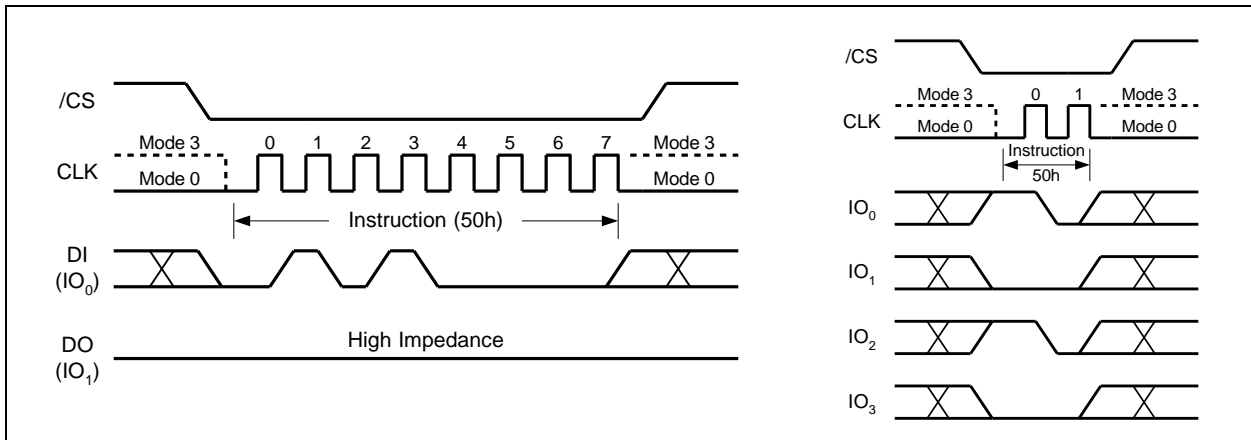 /CS
Mode 3 0 1 2 3 4 5 6 7 Mode 3
CLK
Mode 0 Mode 0
Instruction (50h)
DI
(IO0)
High Impedance
DO
(IO1)
/CS
Mode 3 0 1 Mode 3
CLK
Mode 0 Mode 0
Instruction
50h
IO0
IO1
IO2
IO3